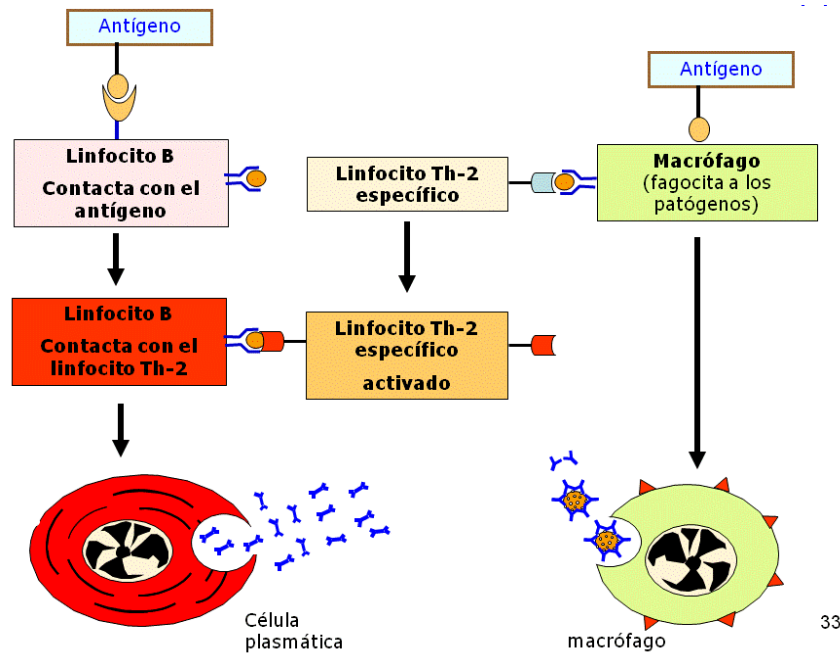 Antígeno
Antígeno
Linfocito B
Contacta con el
antígeno
Linfocito Th-2
específico
Macrófago
(fagocita a los
patógenos)
Linfocito B
Contacta con el
linfocito Th-2
Linfocito Th-2
específico
activado
Célula
plasmática
macrófago
33